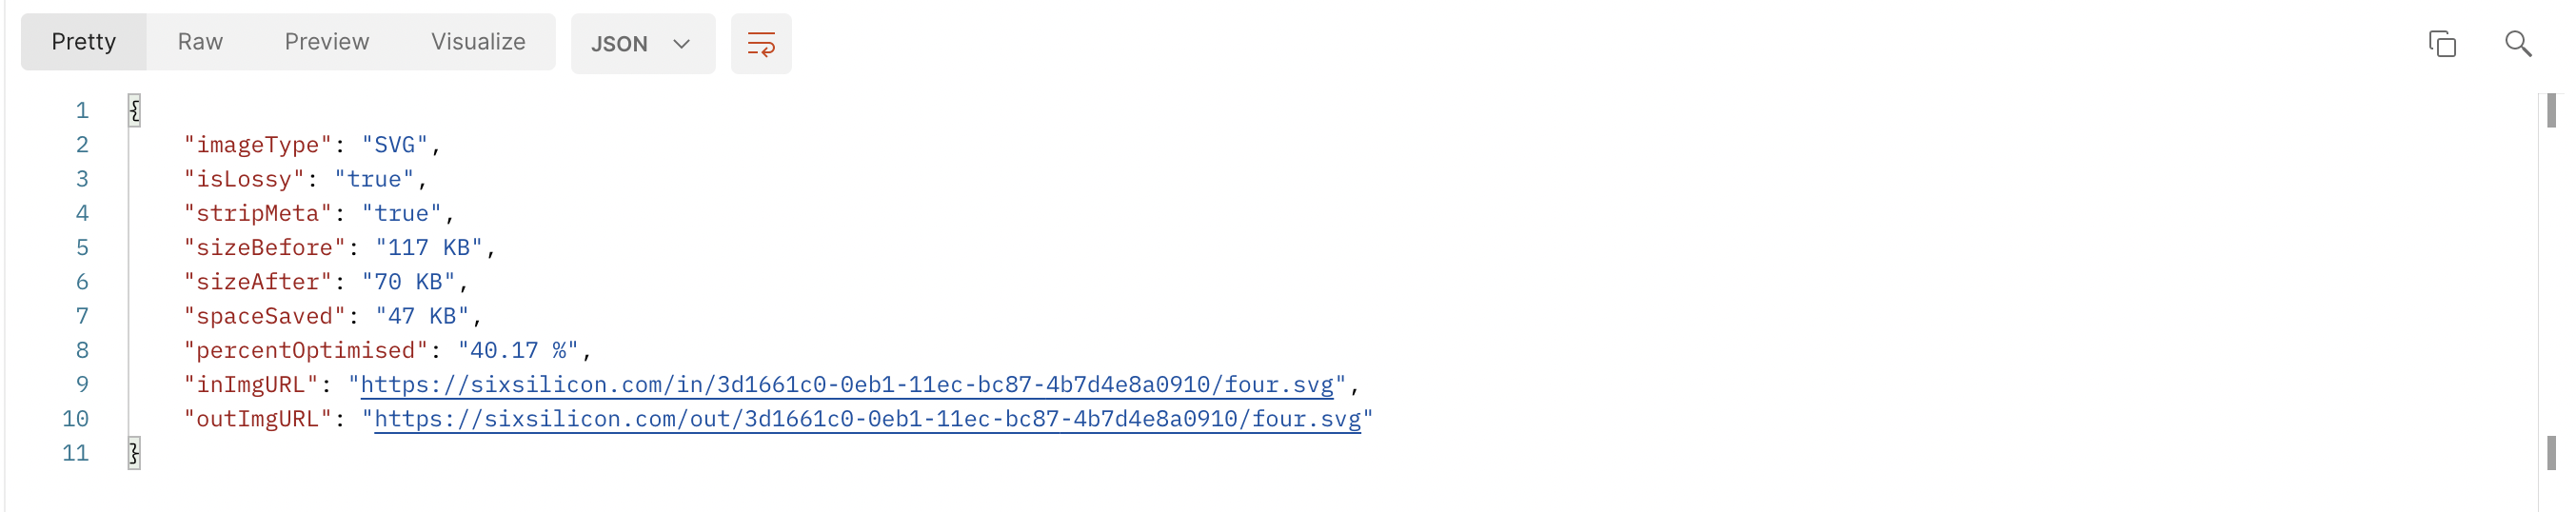 Pretty Raw Preview Visualize JSON
1 {
2 "imageType": "SVG",
3 "isLossy": "true",
4 "stripMeta": "true",
5 "sizeBefore": "117 KB",
6 "sizeAfter": "70 KB",
7 "spaceSaved": "47 KB",
8 "percentOptimised": "40.17 %",
9 "inImgURL": "https://sixsilicon.com/in/3d1661c0-0eb1-11ec-bc87-4b7d4e8a0910/four.svg",
10 "outImgURL": "https://sixsilicon.com/out/3d1661c0-0eb1-11ec-bc87-4b7d4e8a0910/four.svg"
11 }